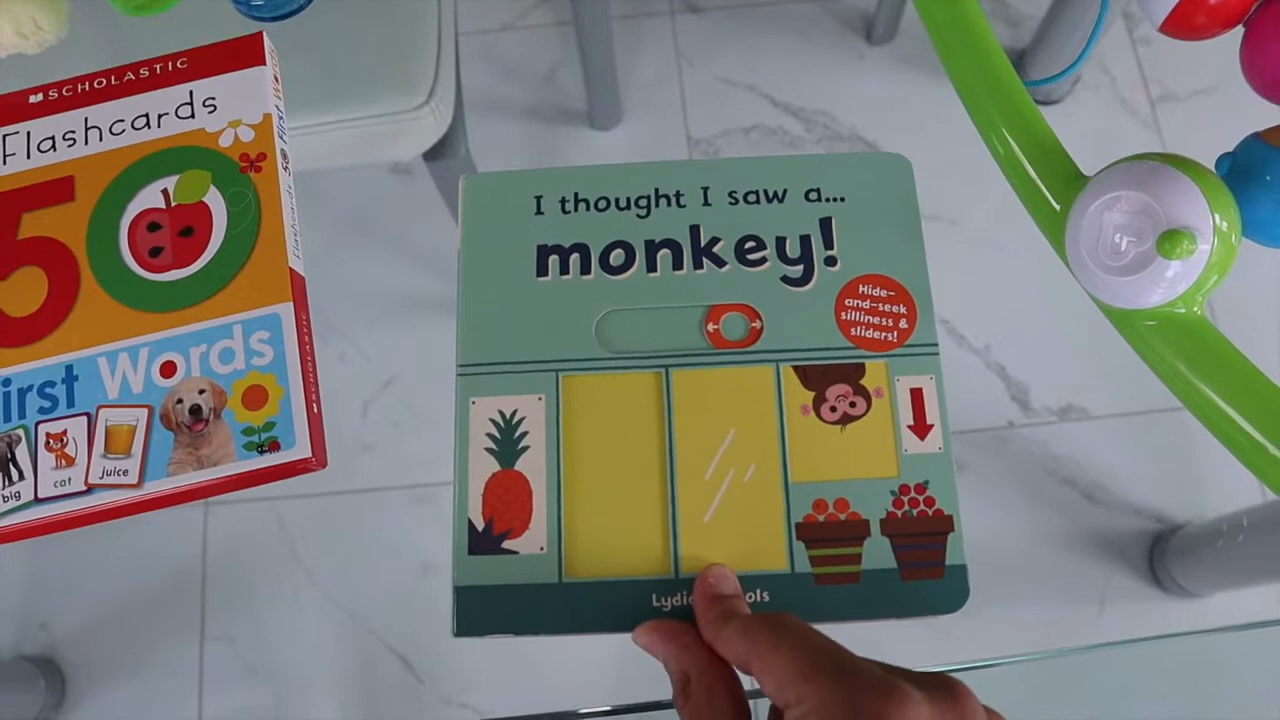 SCHOLASTIC
Flashcards
50
First Words
big
cat
juice
Flashcards 50 First Words
SCHOLASTIC
I thought I saw a...
monkey!
Hide-
and-seek
silliness &
sliders!